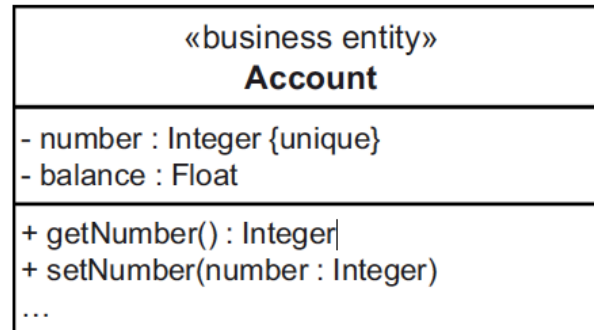 «business entity»
Account
- number : Integer {unique}
- balance : Float
+ getNumber() : Integer
+ setNumber(number : Integer)
…